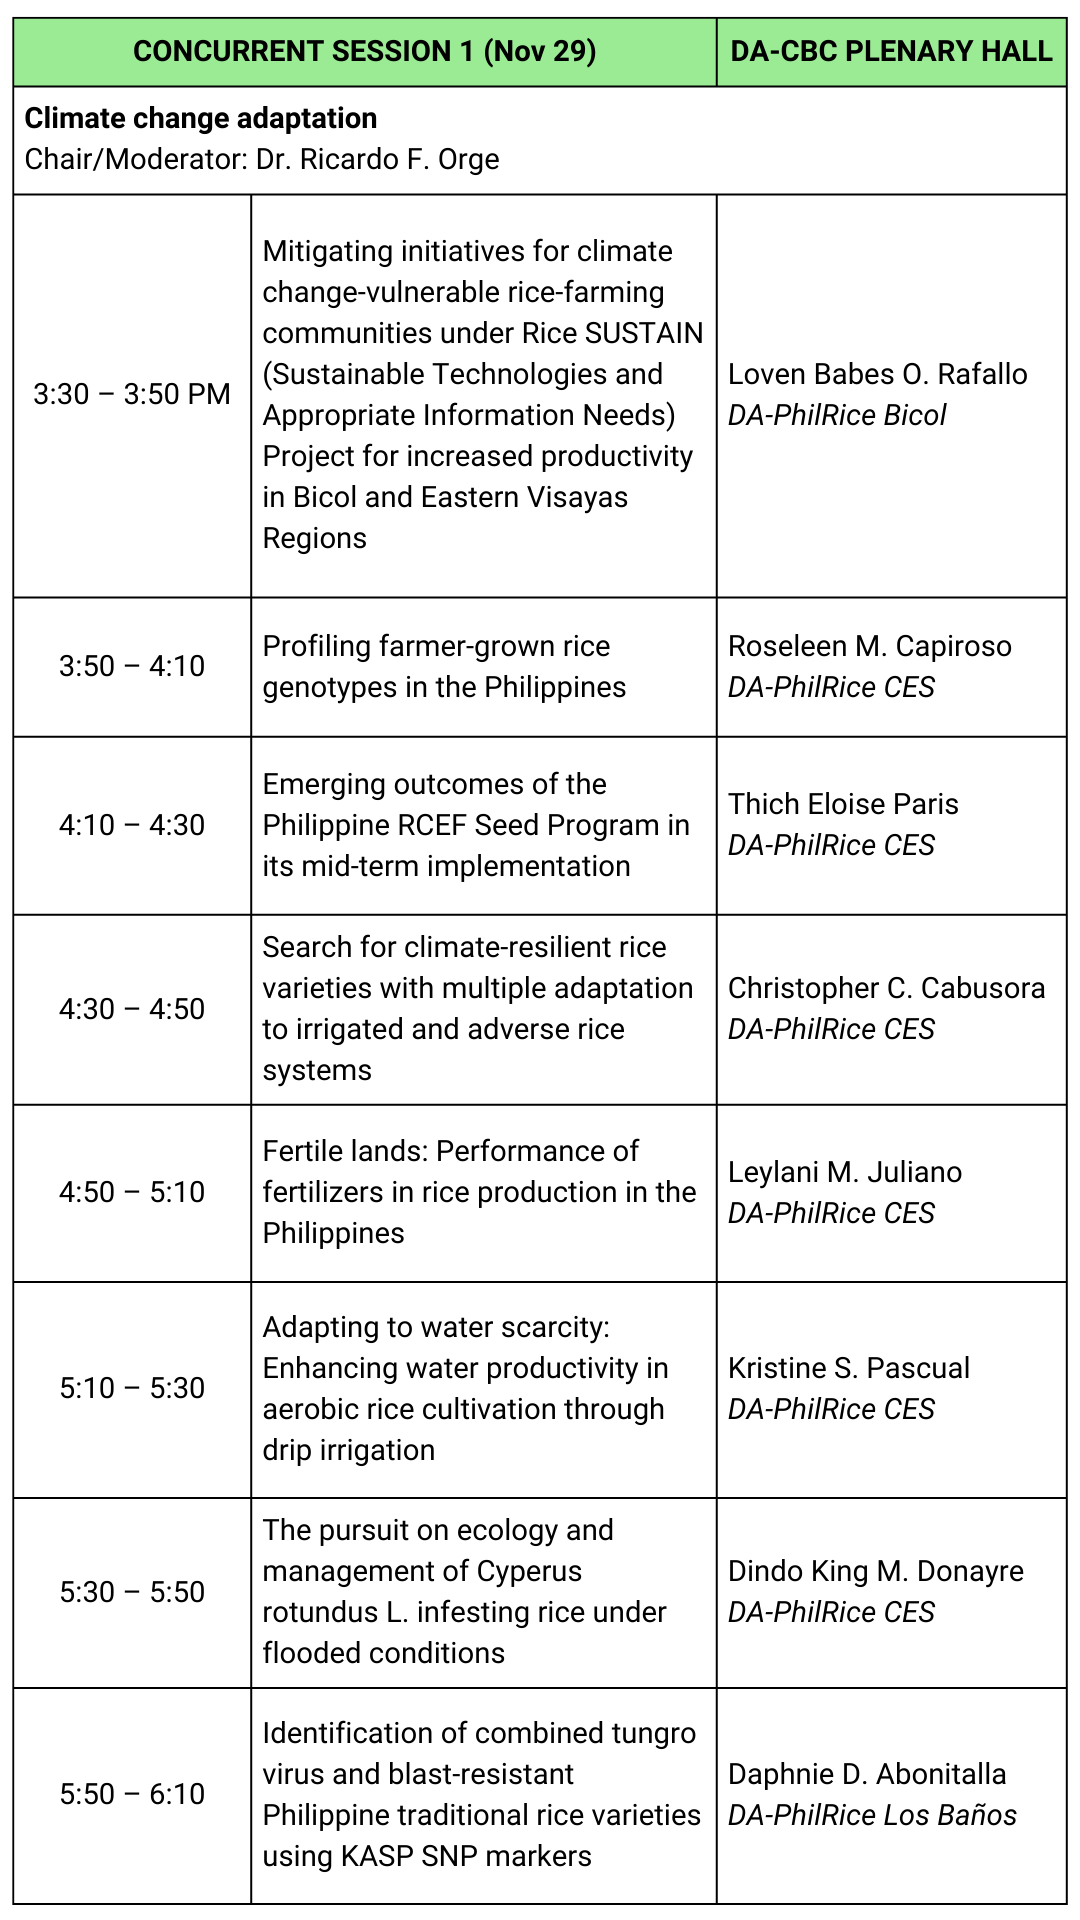 CONCURRENT SESSION 1 (Nov 29)
DA-CBC PLENARY HALL
Climate change adaptation
Chair/Moderator: Dr. Ricardo F. Orge
3:30 – 3:50 PM
Mitigating initiatives for climate
change-vulnerable rice-farming
communities under Rice SUSTAIN
(Sustainable Technologies and
Appropriate Information Needs)
Project for increased productivity
in Bicol and Eastern Visayas
Regions
Loven Babes O. Rafallo
DA-PhilRice Bicol
3:50 – 4:10
Profiling farmer-grown rice
genotypes in the Philippines
Roseleen M. Capiroso
DA-PhilRice CES
4:10 – 4:30
Emerging outcomes of the
Philippine RCEF Seed Program in
its mid-term implementation
Thich Eloise Paris
DA-PhilRice CES
4:30 – 4:50
Search for climate-resilient rice
varieties with multiple adaptation
to irrigated and adverse rice
systems
Christopher C. Cabusora
DA-PhilRice CES
4:50 – 5:10
Fertile lands: Performance of
fertilizers in rice production in the
Philippines
Leylani M. Juliano
DA-PhilRice CES
5:10 – 5:30
Adapting to water scarcity:
Enhancing water productivity in
aerobic rice cultivation through
drip irrigation
Kristine S. Pascual
DA-PhilRice CES
5:30 – 5:50
The pursuit on ecology and
management of Cyperus
rotundus L. infesting rice under
flooded conditions
Dindo King M. Donayre
DA-PhilRice CES
5:50 – 6:10
Identification of combined tungro
virus and blast-resistant
Philippine traditional rice varieties
using KASP SNP markers
Daphnie D. Abonitalla
DA-PhilRice Los Baños